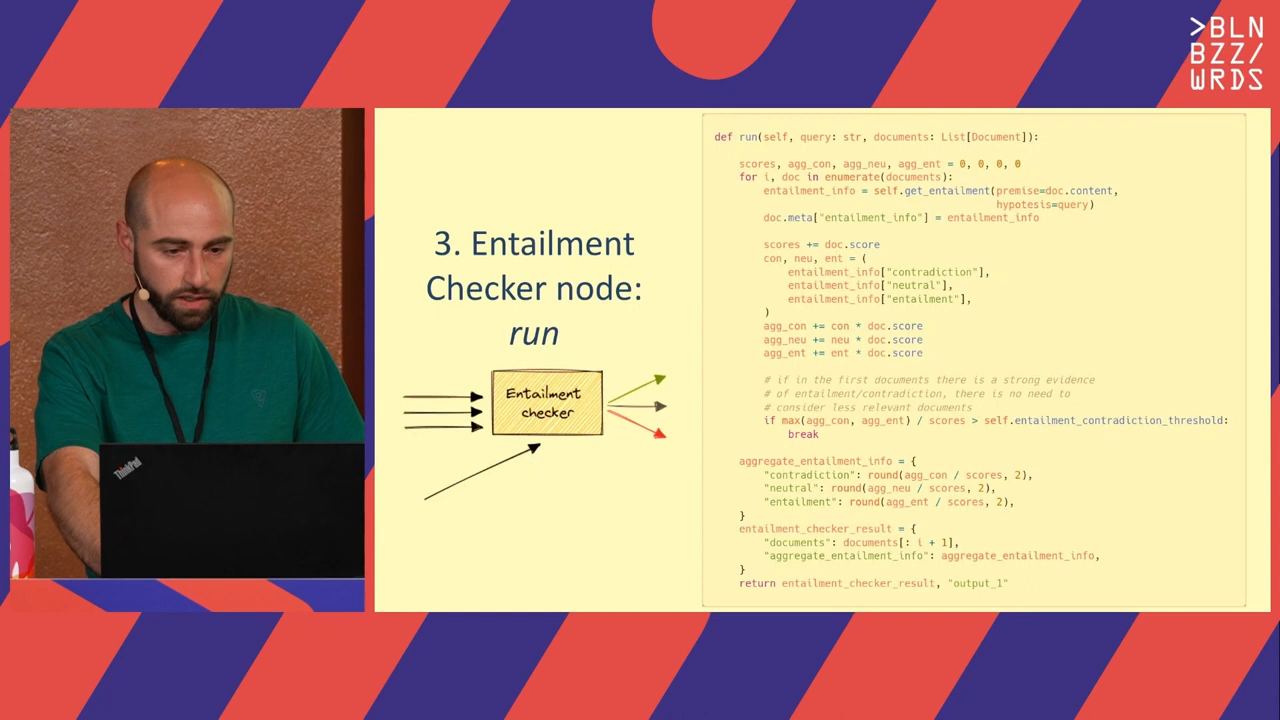 >BLN
BZZ/
WRDS
ThinkPad
3. Entailment
Checker node:
run
Entailment
checker
def run(self, query: str, documents: List[Document]):
scores, agg_con, agg_neu, agg_ent = 0, 0, 0, 0
for i, doc in enumerate(documents):
entailment_info = self.get_entailment(premise=doc.content,
hypotesis=query)
doc.meta["entailment_info"] = entailment_info
scores += doc.score
con, neu, ent = (
entailment_info["contradiction"],
entailment_info["neutral"],
entailment_info["entailment"],
)
agg_con += con * doc.score
agg_neu += neu * doc.score
agg_ent += ent * doc.score
# if in the first documents there is a strong evidence
# of entailment/contradiction, there is no need to
# consider less relevant documents
if max(agg_con, agg_ent) / scores > self.entailment_contradiction_threshold:
break
aggregate_entailment_info = {
"contradiction": round(agg_con / scores, 2),
"neutral": round(agg_neu / scores, 2),
"entailment": round(agg_ent / scores, 2),
}
entailment_checker_result = {
"documents": documents[: i + 1],
"aggregate_entailment_info": aggregate_entailment_info,
}
return entailment_checker_result, "output_1"